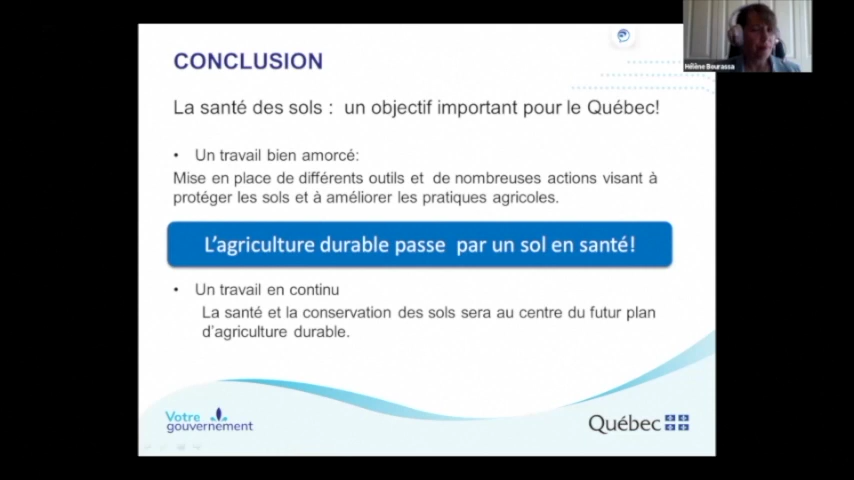 Hélène Bourassa
CONCLUSION
La santé des sols : un objectif important pour le Québec!
• Un travail bien amorcé:
Mise en place de différents outils et de nombreuses actions visant à
protéger les sols et à améliorer les pratiques agricoles.
L'agriculture durable passe par un sol en santé!
• Un travail en continu
La santé et la conservation des sols sera au centre du futur plan
d'agriculture durable.
Votre
gouvernement
Québec